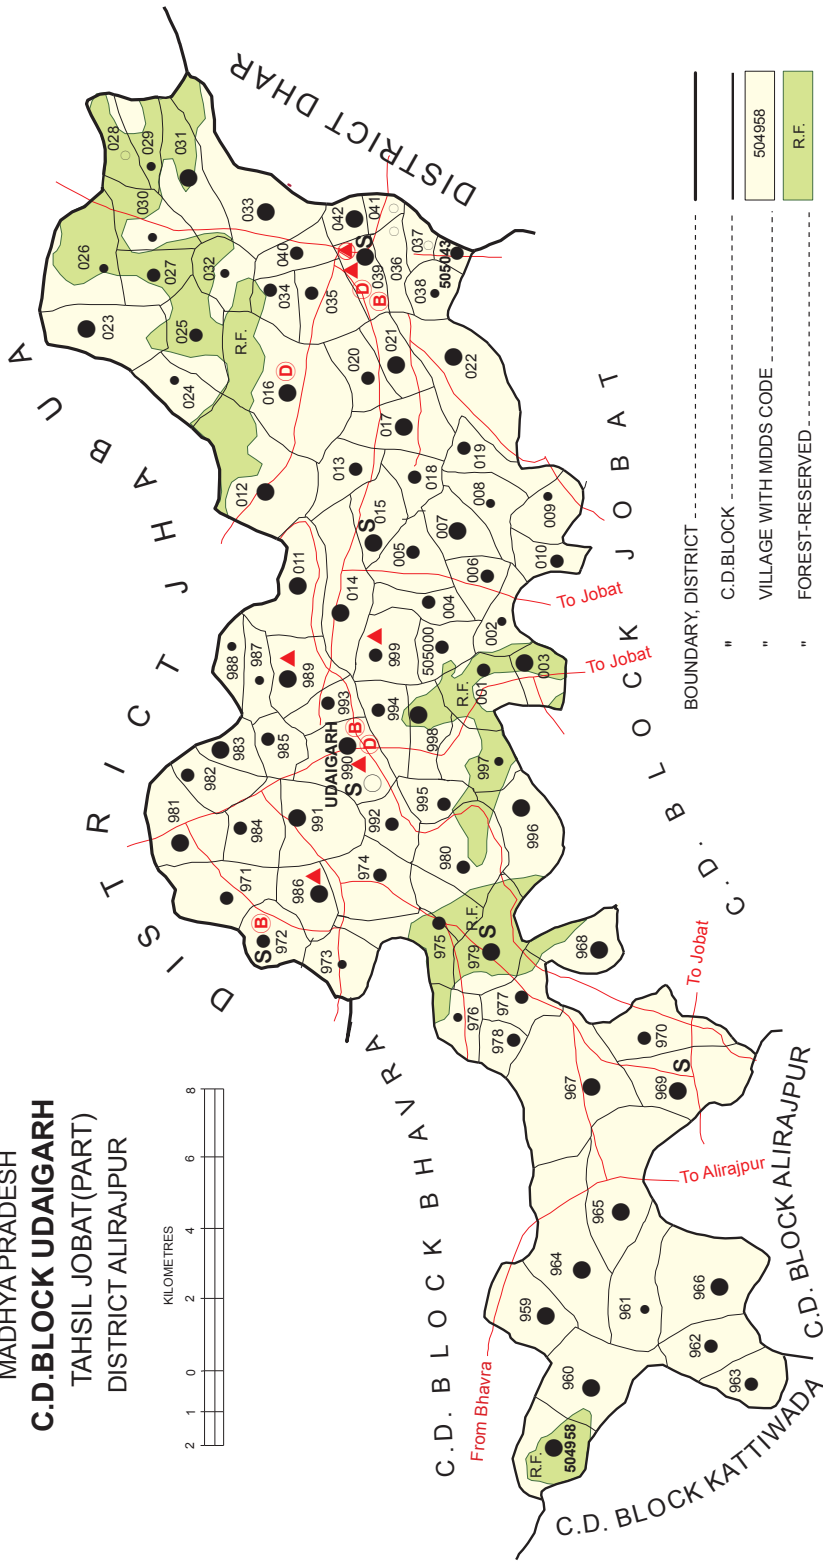 MADHYA PRADESH
C.D.BLOCK UDAIGARH
TAHSIL JOBAT(PART)
DISTRICT ALIRAJPUR
KILOMETRES
2 1 0 2 4 6 8
DISTRICT JHABUA
DISTRICT DHAR
C.D. BLOCK BHAVRA
C.D. BLOCK JOBAT
C.D. BLOCK ALIRAJPUR
C.D. BLOCK KATTIWADA
From Bhavra
To Alirajpur
To Jobat
To Jobat
To Jobat
R.F.
504958
959
960
961
962
963
964
965
966
967
968
969
S
970
971
972
S
B
973
974
975
976
977
978
979
S
R.F.
980
981
982
983
984
985
986
987
988
989
UDAIGARH
990
S
B
D
991
992
993
994
995
996
997
998
999
505000
R.F.
001
002
003
004
005
006
007
008
009
010
011
012
013
014
015
S
016
D
017
018
019
020
021
022
023
024
025
R.F.
026
027
028
029
030
031
032
033
034
035
036
037
038
039
S
D
B
040
041
042
505043
BOUNDARY, DISTRICT
" C.D.BLOCK
" VILLAGE WITH MDDS CODE 504958
" FOREST-RESERVED R.F.